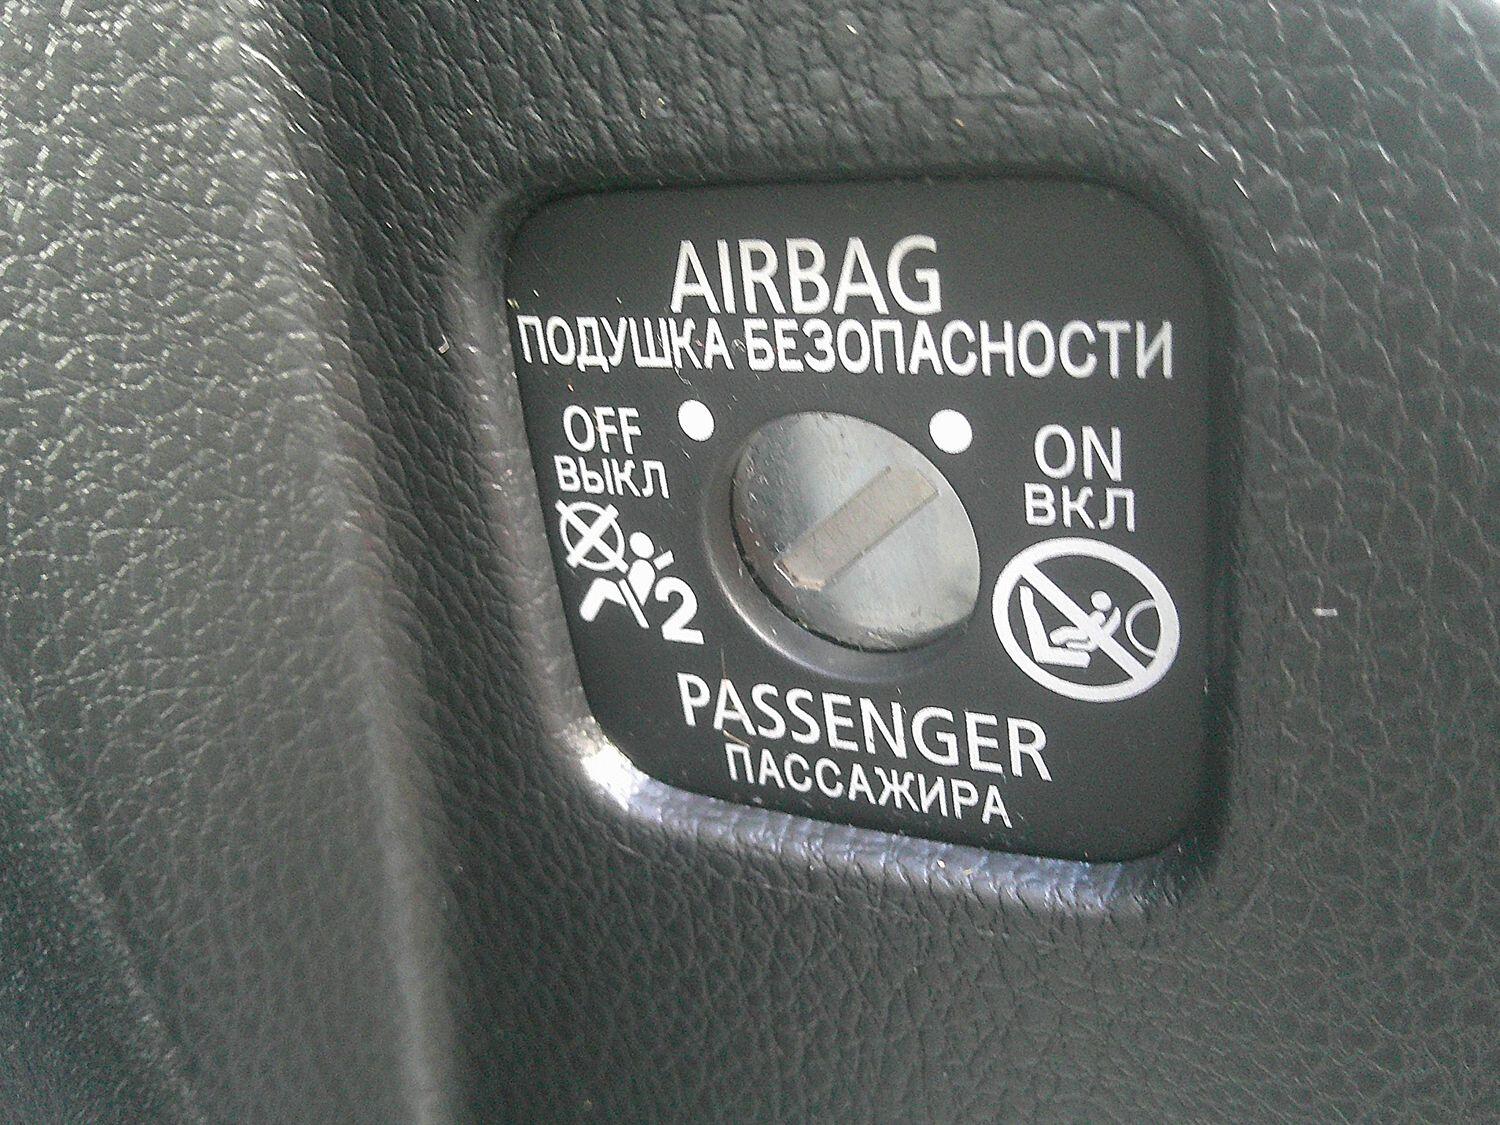 AIRBAG
ПОДУШКА БЕЗОПАСНОСТИ
OFF
ВЫКЛ
2
ON
ВКЛ
PASSENGER
ПАССАЖИРА